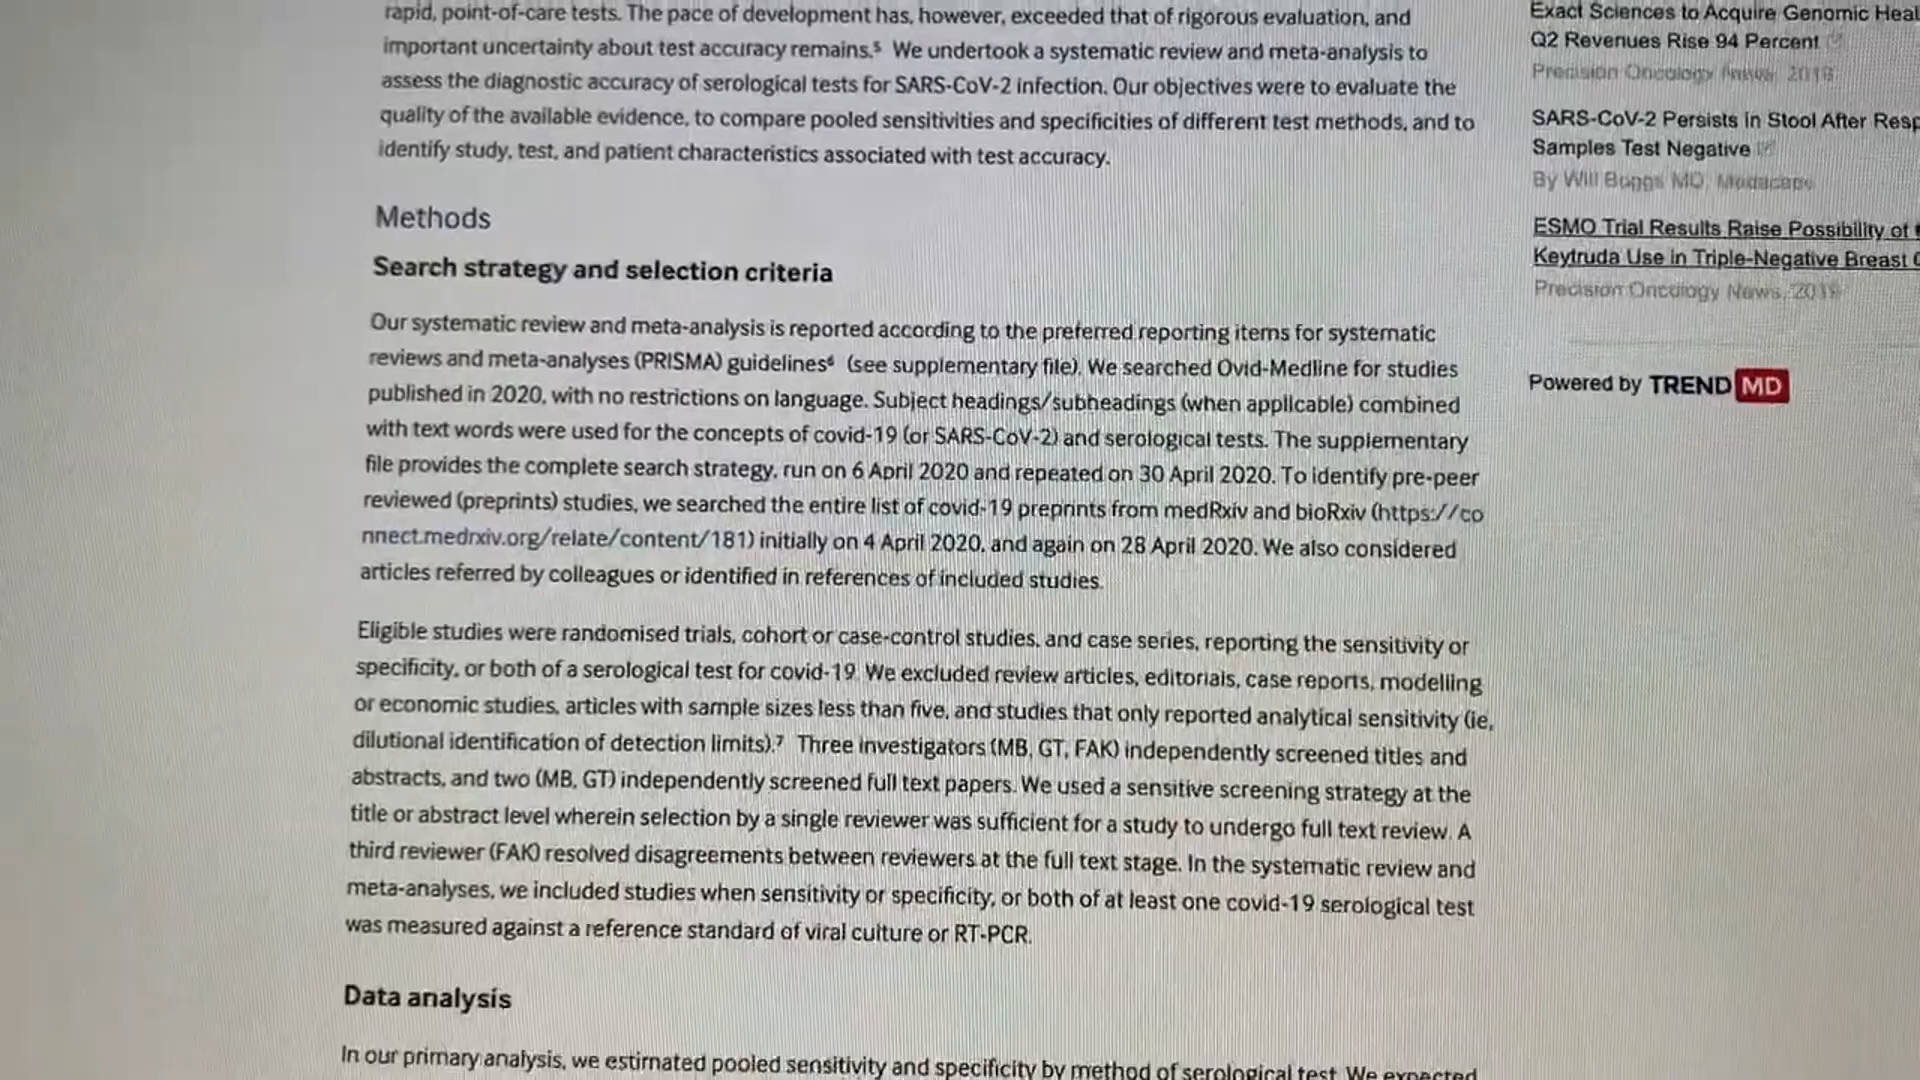 rapid, point-of-care tests. The pace of development has, however, exceeded that of rigorous evaluation, and
important uncertainty about test accuracy remains.⁵ We undertook a systematic review and meta-analysis to
assess the diagnostic accuracy of serological tests for SARS-CoV-2 infection. Our objectives were to evaluate the
quality of the available evidence, to compare pooled sensitivities and specificities of different test methods, and to
identify study, test, and patient characteristics associated with test accuracy.
Methods
Search strategy and selection criteria
Our systematic review and meta-analysis is reported according to the preferred reporting items for systematic
reviews and meta-analyses (PRISMA) guidelines⁶ (see supplementary file). We searched Ovid-Medline for studies
published in 2020, with no restrictions on language. Subject headings/subheadings (when applicable) combined
with text words were used for the concepts of covid-19 (or SARS-CoV-2) and serological tests. The supplementary
file provides the complete search strategy, run on 6 April 2020 and repeated on 30 April 2020. To identify pre-peer
reviewed (preprints) studies, we searched the entire list of covid-19 preprints from medRxiv and bioRxiv (https://co
nnect.medrxiv.org/relate/content/181) initially on 4 April 2020, and again on 28 April 2020. We also considered
articles referred by colleagues or identified in references of included studies.
Eligible studies were randomised trials, cohort or case-control studies, and case series, reporting the sensitivity or
specificity, or both of a serological test for covid-19. We excluded review articles, editorials, case reports, modelling
or economic studies, articles with sample sizes less than five, and studies that only reported analytical sensitivity (ie,
dilutional identification of detection limits).⁷ Three investigators (MB, GT, FAK) independently screened titles and
abstracts, and two (MB, GT) independently screened full text papers. We used a sensitive screening strategy at the
title or abstract level wherein selection by a single reviewer was sufficient for a study to undergo full text review. A
third reviewer (FAK) resolved disagreements between reviewers at the full text stage. In the systematic review and
meta-analyses, we included studies when sensitivity or specificity, or both of at least one covid-19 serological test
was measured against a reference standard of viral culture or RT-PCR.
Data analysis
In our primary analysis, we estimated pooled sensitivity and specificity by method of serological test. We expected
Exact Sciences to Acquire Genomic Heal
Q2 Revenues Rise 94 Percent
Precision Oncology News, 2019
SARS-CoV-2 Persists in Stool After Resp
Samples Test Negative
By Will Boggs MD, Medscape
ESMO Trial Results Raise Possibility of
Keytruda Use in Triple-Negative Breast
Precision Oncology News, 2019
Powered by TREND MD